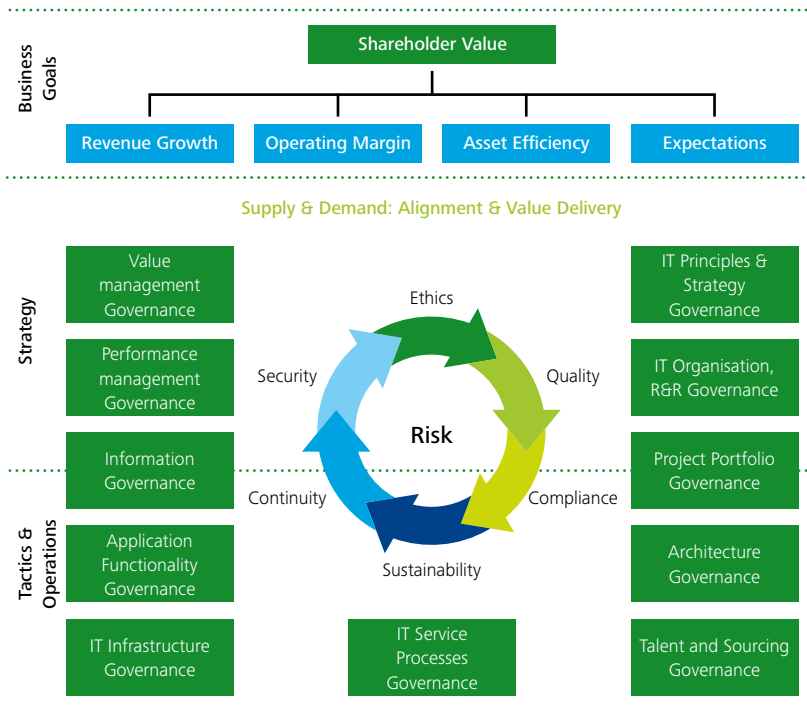 Business
Goals
Shareholder Value
Revenue Growth
Operating Margin
Asset Efficiency
Expectations
Supply & Demand: Alignment & Value Delivery
Strategy
Value
management
Governance
Performance
management
Governance
Information
Governance
Ethics
Security
Quality
Risk
Continuity
Compliance
Sustainability
IT Principles &
Strategy
Governance
IT Organisation,
R&R Governance
Project Portfolio
Governance
Tactics &
Operations
Application
Functionality
Governance
Architecture
Governance
IT Infrastructure
Governance
IT Service
Processes
Governance
Talent and Sourcing
Governance